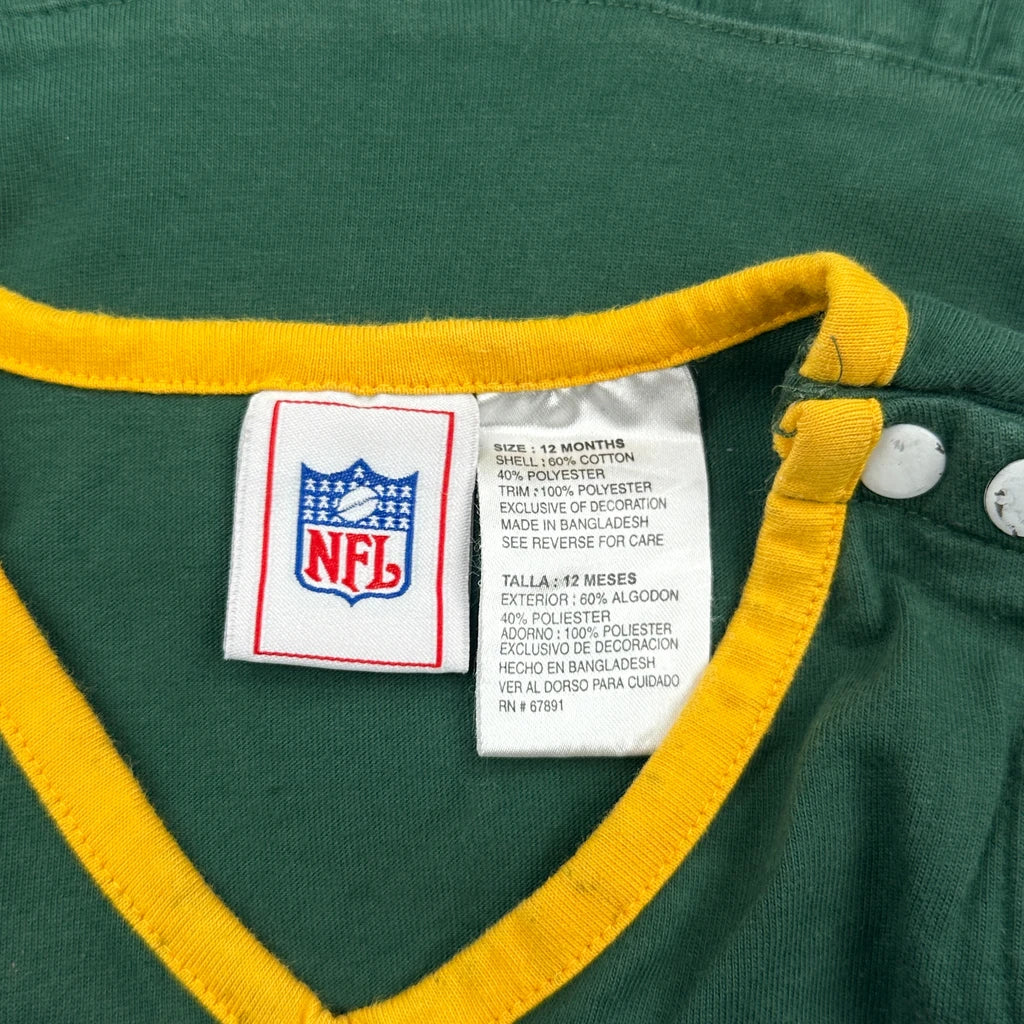 NFL
SIZE : 12 MONTHS
SHELL : 60% COTTON
40% POLYESTER
TRIM : 100% POLYESTER
EXCLUSIVE OF DECORATION
MADE IN BANGLADESH
SEE REVERSE FOR CARE
TALLA : 12 MESES
EXTERIOR : 60% ALGODON
40% POLIESTER
ADORNO : 100% POLIESTER
EXCLUSIVO DE DECORACION
HECHO EN BANGLADESH
VER AL DORSO PARA CUIDADO
RN # 67891